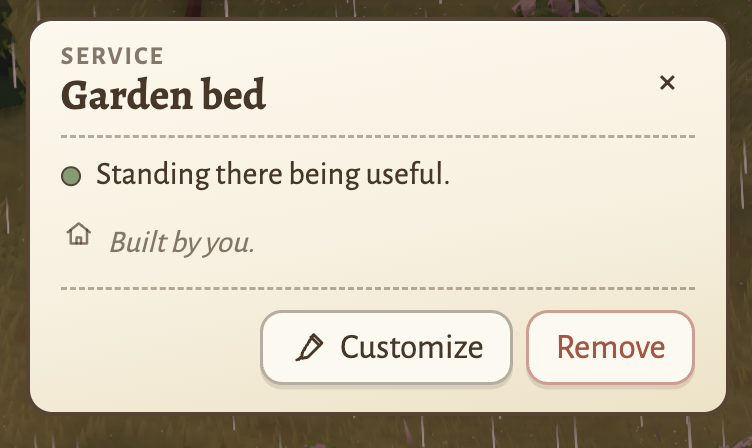 SERVICE
Garden bed
×
Standing there being useful.
Built by you.
Customize
Remove